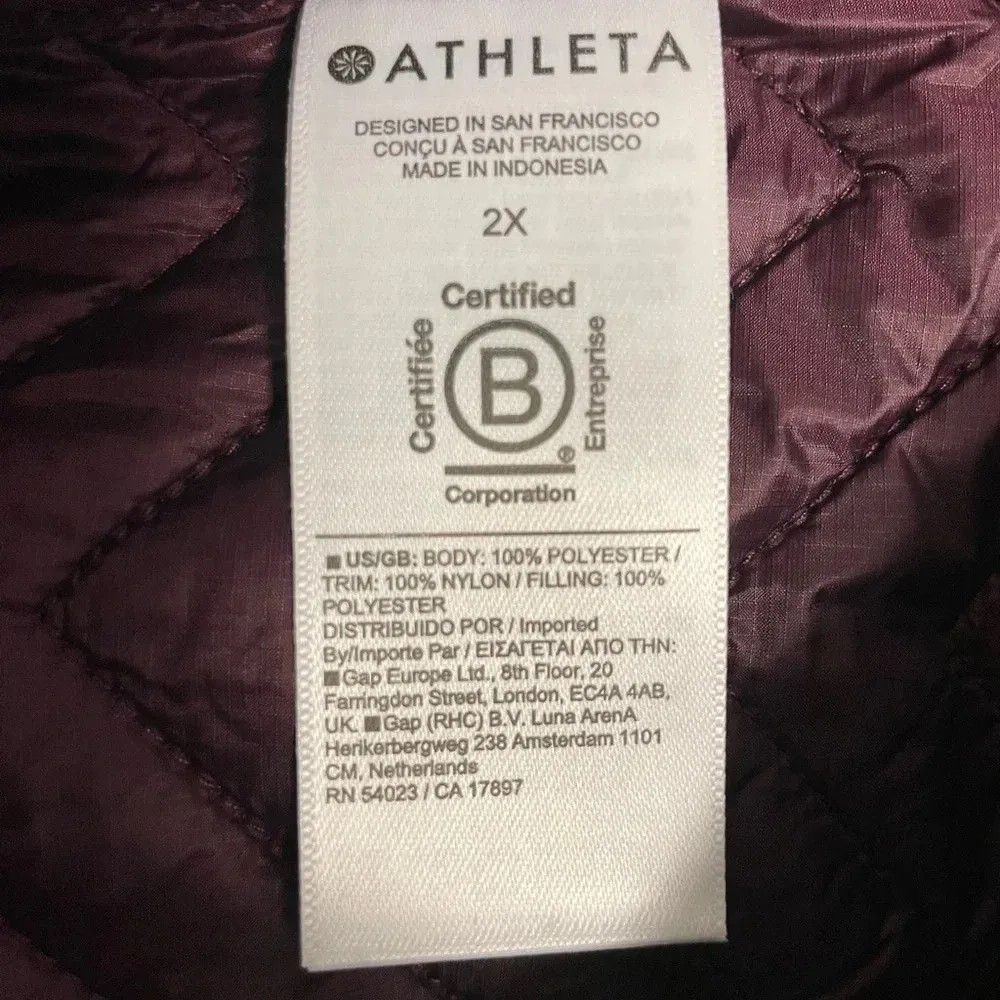 ATHLETA
DESIGNED IN SAN FRANCISCO
CONÇU À SAN FRANCISCO
MADE IN INDONESIA
2X
Certified
Certifiée
B
Entreprise
®
Corporation
■ US/GB: BODY: 100% POLYESTER /
TRIM: 100% NYLON / FILLING: 100%
POLYESTER
DISTRIBUIDO POR / Imported
By/Importe Par / ΕΙΣΑΓΕΤΑΙ ΑΠΟ ΤΗΝ:
■ Gap Europe Ltd., 8th Floor, 20
Farringdon Street, London, EC4A 4AB,
UK. ■ Gap (RHC) B.V. Luna ArenA
Herikerbergweg 238 Amsterdam 1101
CM, Netherlands
RN 54023 / CA 17897